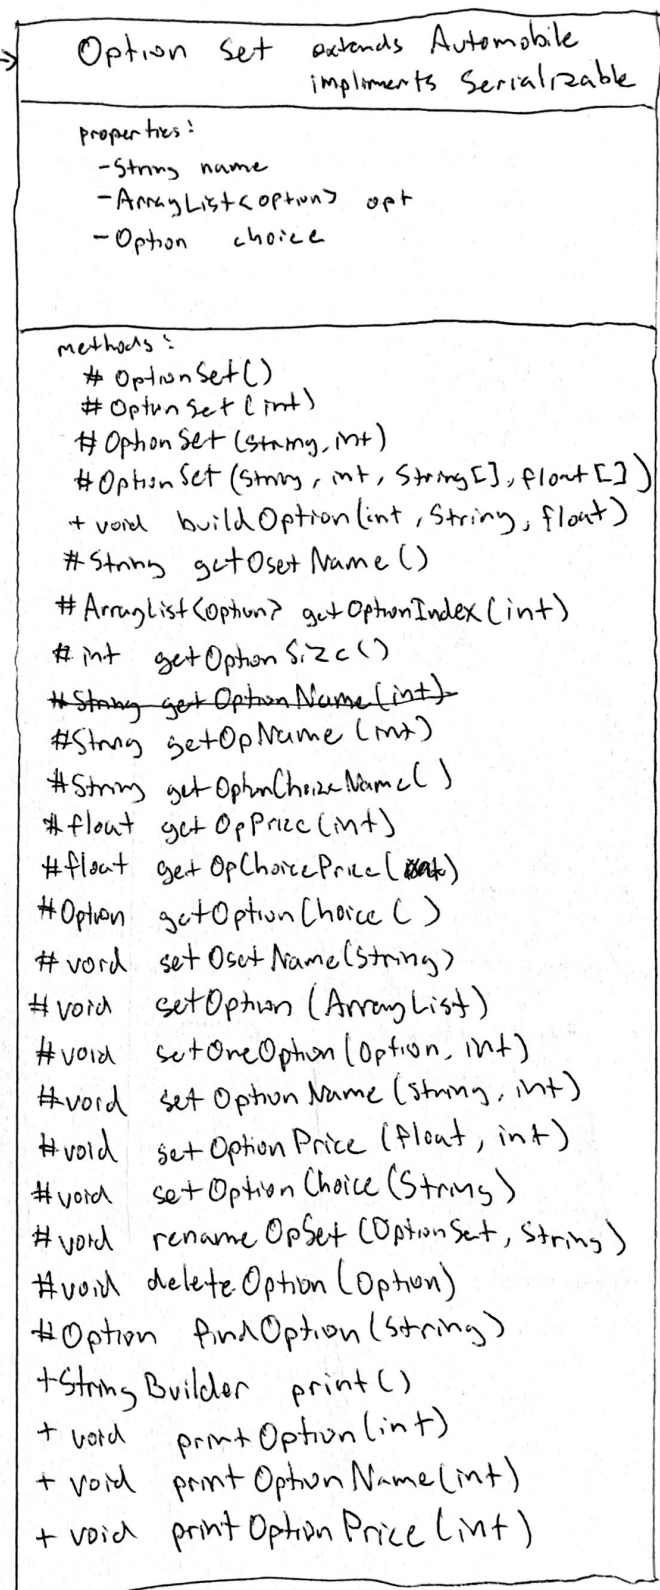 Option Set extends Automobile
impliments Serializable
properties:
- String name
- ArrayList<option> opt
- Option choice
methods:
# OptionSet()
# OptionSet(int)
# OptionSet(String, int)
# OptionSet(String, int, String[], float[])
+ void buildOption(int, String, float)
# String getOsetName()
# ArrayList<option> getOptionIndex(int)
# int getOptionSize()
# String getOptionName(int)
# String getOpName(int)
# String getOptionChoiceName()
# float getOpPrice(int)
# float getOpChoicePrice()
# Option getOptionChoice()
# void setOsetName(String)
# void setOption(ArrayList)
# void setOneOption(Option, int)
# void setOptionName(String, int)
# void setOptionPrice(float, int)
# void setOptionChoice(String)
# void renameOpSet(OptionSet, String)
# void deleteOption(Option)
# Option findOption(String)
+ StringBuilder print()
+ void printOption(int)
+ void printOptionName(int)
+ void printOptionPrice(int)